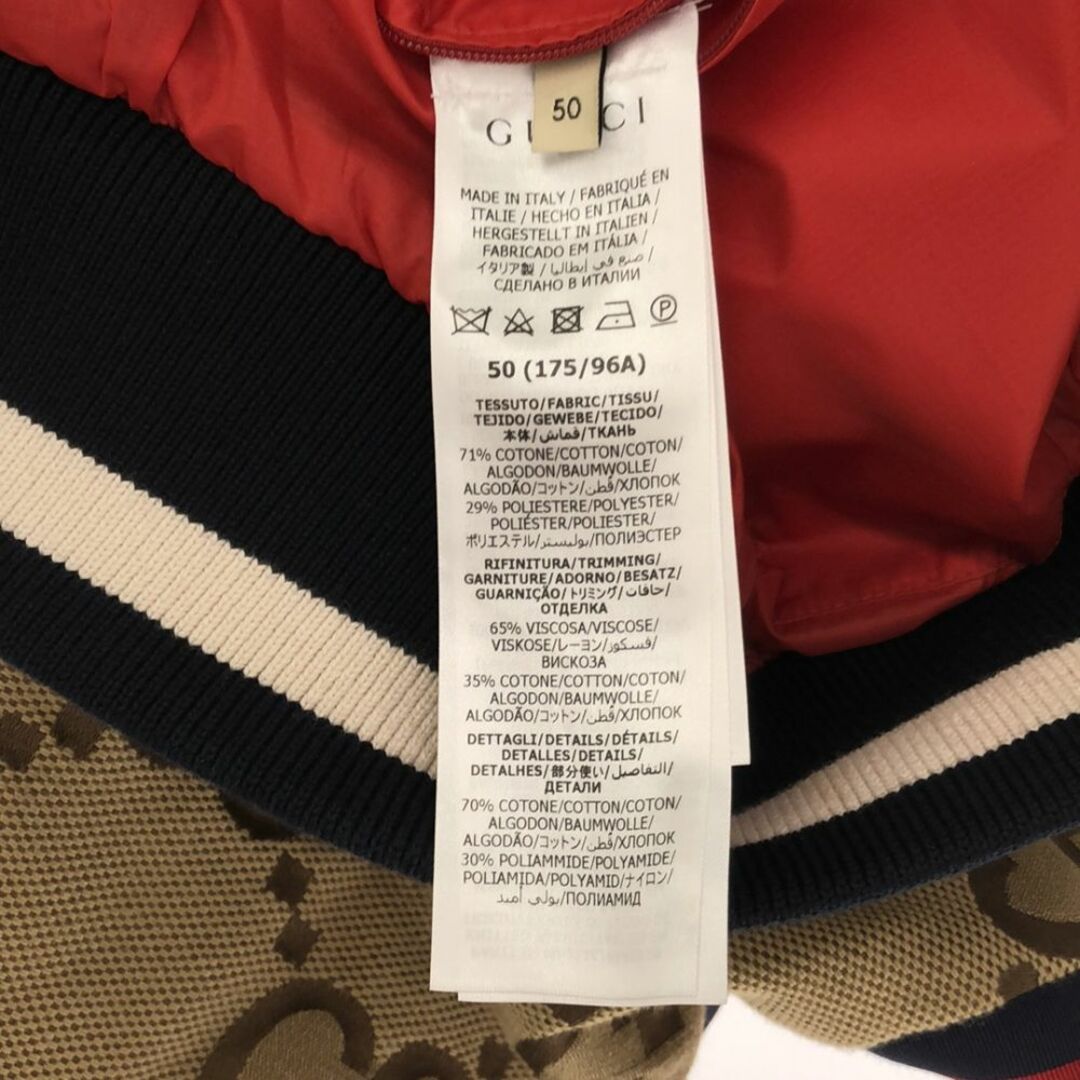 50
GUCCI
MADE IN ITALY / FABRIQUÉ EN
ITALIE / HECHO EN ITALIA /
HERGESTELLT IN ITALIEN /
FABRICADO EM ITÁLIA /
イタリア製 / صنع في إيطاليا /
СДЕЛАНО В ИТАЛИИ
P
50 (175/96A)
TESSUTO/FABRIC/TISSU/
TEJIDO/GEWEBE/TECIDO/
本体/قماش/ТКАНЬ
71% COTONE/COTTON/COTON/
ALGODON/BAUMWOLLE/
ALGODÃO/コットン/قطن/ХЛОПОК
29% POLIESTERE/POLYESTER/
POLIÉSTER/POLIESTER/
ポリエステル/بوليستر/ПОЛИЭСТЕР
RIFINITURA/TRIMMING/
GARNITURE/ADORNO/BESATZ/
GUARNIÇÃO/トリミング/حافات/
ОТДЕЛКА
65% VISCOSA/VISCOSE/
VISKOSE/レーヨン/فسكوز/
ВИСКОЗА
35% COTONE/COTTON/COTON/
ALGODON/BAUMWOLLE/
ALGODÃO/コットン/قطن/ХЛОПОК
DETTAGLI/DETAILS/DÉTAILS/
DETALLES/DETAILS/
DETALHES/部分使い/التفاصيل/
ДЕТАЛИ
70% COTONE/COTTON/COTON/
ALGODON/BAUMWOLLE/
ALGODÃO/コットン/قطن/ХЛОПОК
30% POLIAMMIDE/POLYAMIDE/
POLIAMIDA/POLYAMID/ナイロン/
بولي أميد/ПОЛИАМИД